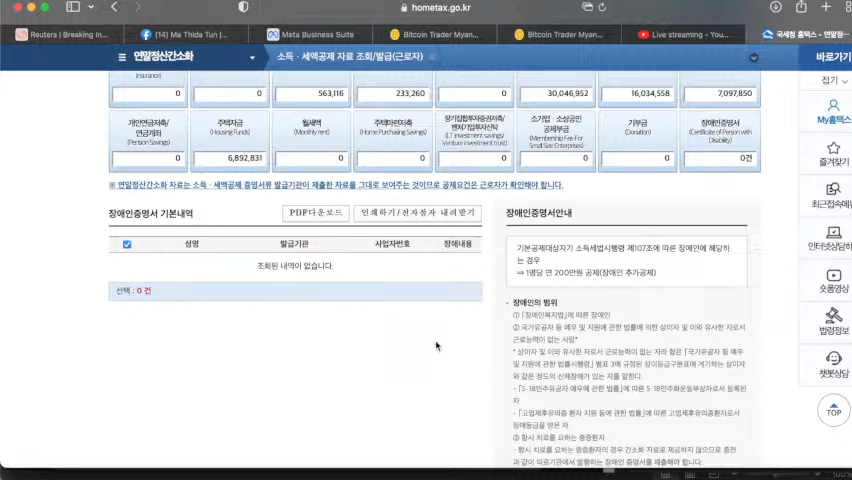 hometax.go.kr
Reuters | Breaking In...
(14) Ma Thida Tun |...
Meta Business Suite
Bitcoin Trader Myan...
Bitcoin Trader Myan...
Live streaming - You...
국세청 홈택스 - 연말정...
연말정산간소화
소득 · 세액공제 자료 조회/발급(근로자)
바로가기
Insurance)
0
0
563,116
233,260
0
30,046,952
16,034,558
7,097,850
개인연금저축/
연금계좌
(Pension Savings)
0
주택자금
(Housing Funds)
6,892,831
월세액
(Monthly rent)
0
주택마련저축
(Home Purchasing Savings)
0
장기집합투자증권저축/
벤처기업투자신탁
(LT investment savings/
Venture investment trust)
0
소기업 · 소상공인
공제부금
(Membership Fee For
Small Size Enterprises)
0
기부금
(Donation)
0
장애인증명서
(Certificate of Person with
Disability)
0건
※ 연말정산간소화 자료는 소득 · 세액공제 증명서류 발급기관이 제출한 자료를 그대로 보여주는 것이므로 공제요건은 근로자가 확인해야 합니다.
장애인증명서 기본내역
PDF다운로드
인쇄하기/전자점자 내려받기
성명
발급기관
사업자번호
장애내용
조회된 내역이 없습니다.
선택 : 0 건
장애인증명서안내
기본공제대상자가 소득세법시행령 제107조에 따른 장애인에 해당하
는 경우
⇒ 1명당 연 200만원 공제(장애인 추가공제)
· 장애인의 범위
① 「장애인복지법」에 따른 장애인
② 국가유공자 등 예우 및 지원에 관한 법률에 의한 상이자 및 이와 유사한 자로서
근로능력이 없는 사람*
* 상이자 및 이와 유사한 자로서 근로능력이 없는 자라 함은 「국가유공자 등 예우
및 지원에 관한 법률시행령」 별표 3에 규정된 상이등급구분표에 게기하는 상이자
와 같은 정도의 신체장애가 있는 자를 말한다.
- 「5·18민주유공자 예우에 관한 법률」에 따른 5·18민주화운동부상자로서 등록된
자
- 「고엽제후유의증 환자 지원 등에 관한 법률」에 따른 고엽제후유의증환자로서
장애등급을 받은 자
③ 항시 치료를 요하는 중증환자
- 항시 치료를 요하는 중증환자의 경우 간소화 자료로 제공하지 않으므로 종전
과 같이 의료기관에서 발행하는 장애인 증명서를 제출해야 합니다.
접기
My홈택스
즐겨찾기
최근접속메뉴
인터넷상담하
숏폼영상
법령정보
챗봇상담
TOP